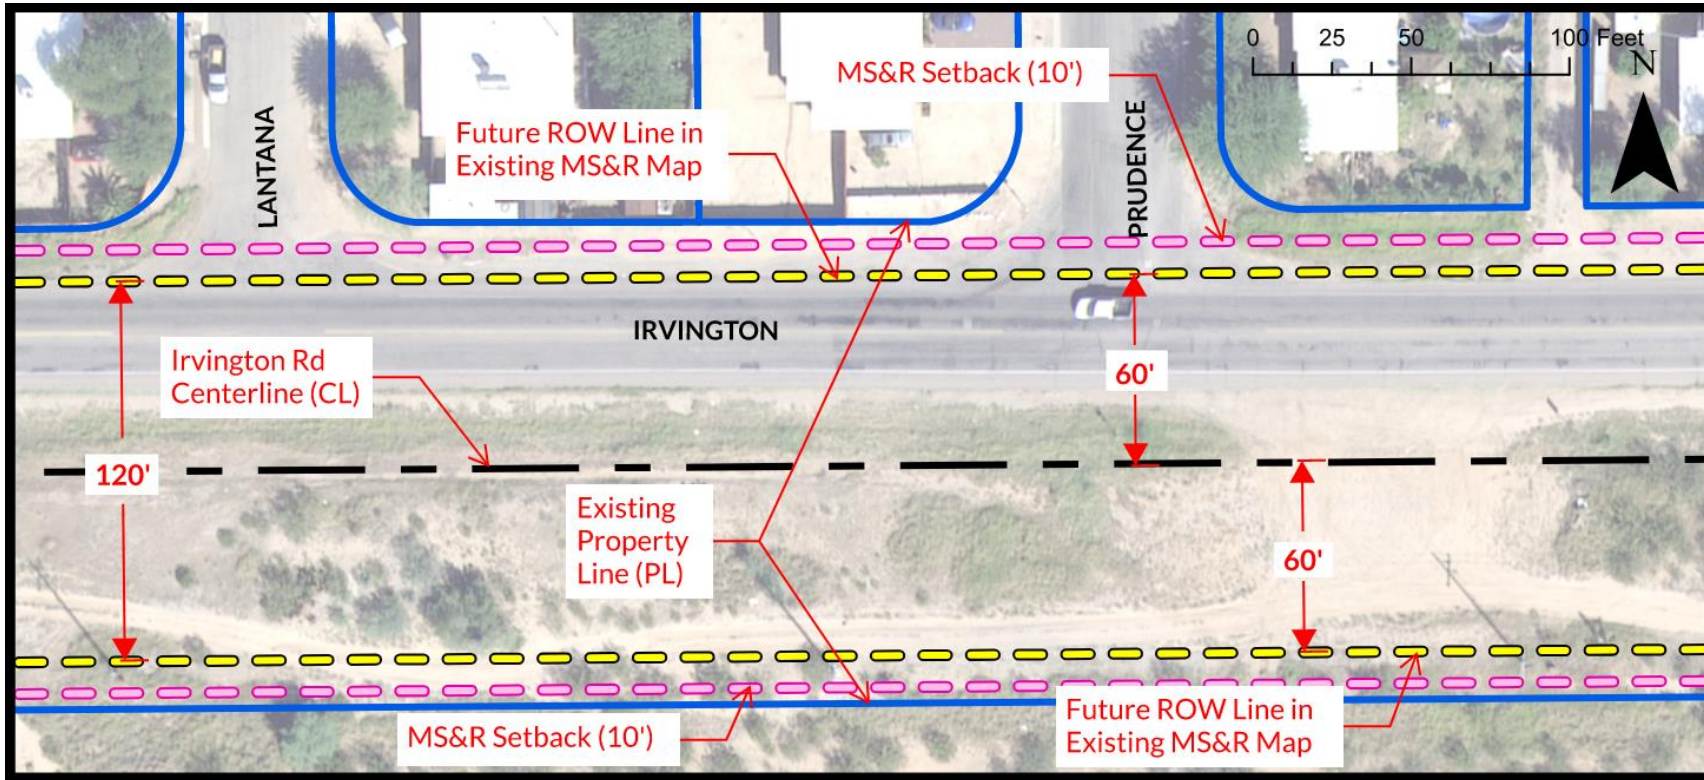 0 25 50 100 Feet
N
MS&R Setback (10')
Future ROW Line in
Existing MS&R Map
LANTANA
PRUDENCE
IRVINGTON
Irvington Rd
Centerline (CL)
60'
120'
Existing
Property
Line (PL)
60'
MS&R Setback (10')
Future ROW Line in
Existing MS&R Map